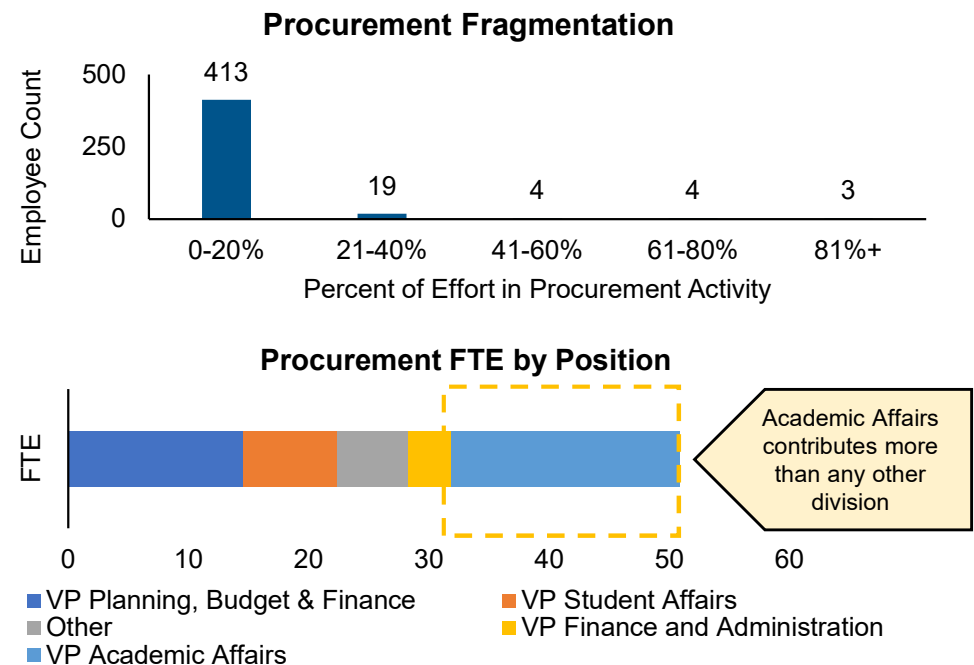 Procurement Fragmentation
Employee Count
500
250
0
413
19
4
4
3
0-20%
21-40%
41-60%
61-80%
81%+
Percent of Effort in Procurement Activity
Procurement FTE by Position
FTE
Academic Affairs
contributes more
than any other
division
0
10
20
30
40
50
60
VP Planning, Budget & Finance
VP Student Affairs
Other
VP Finance and Administration
VP Academic Affairs